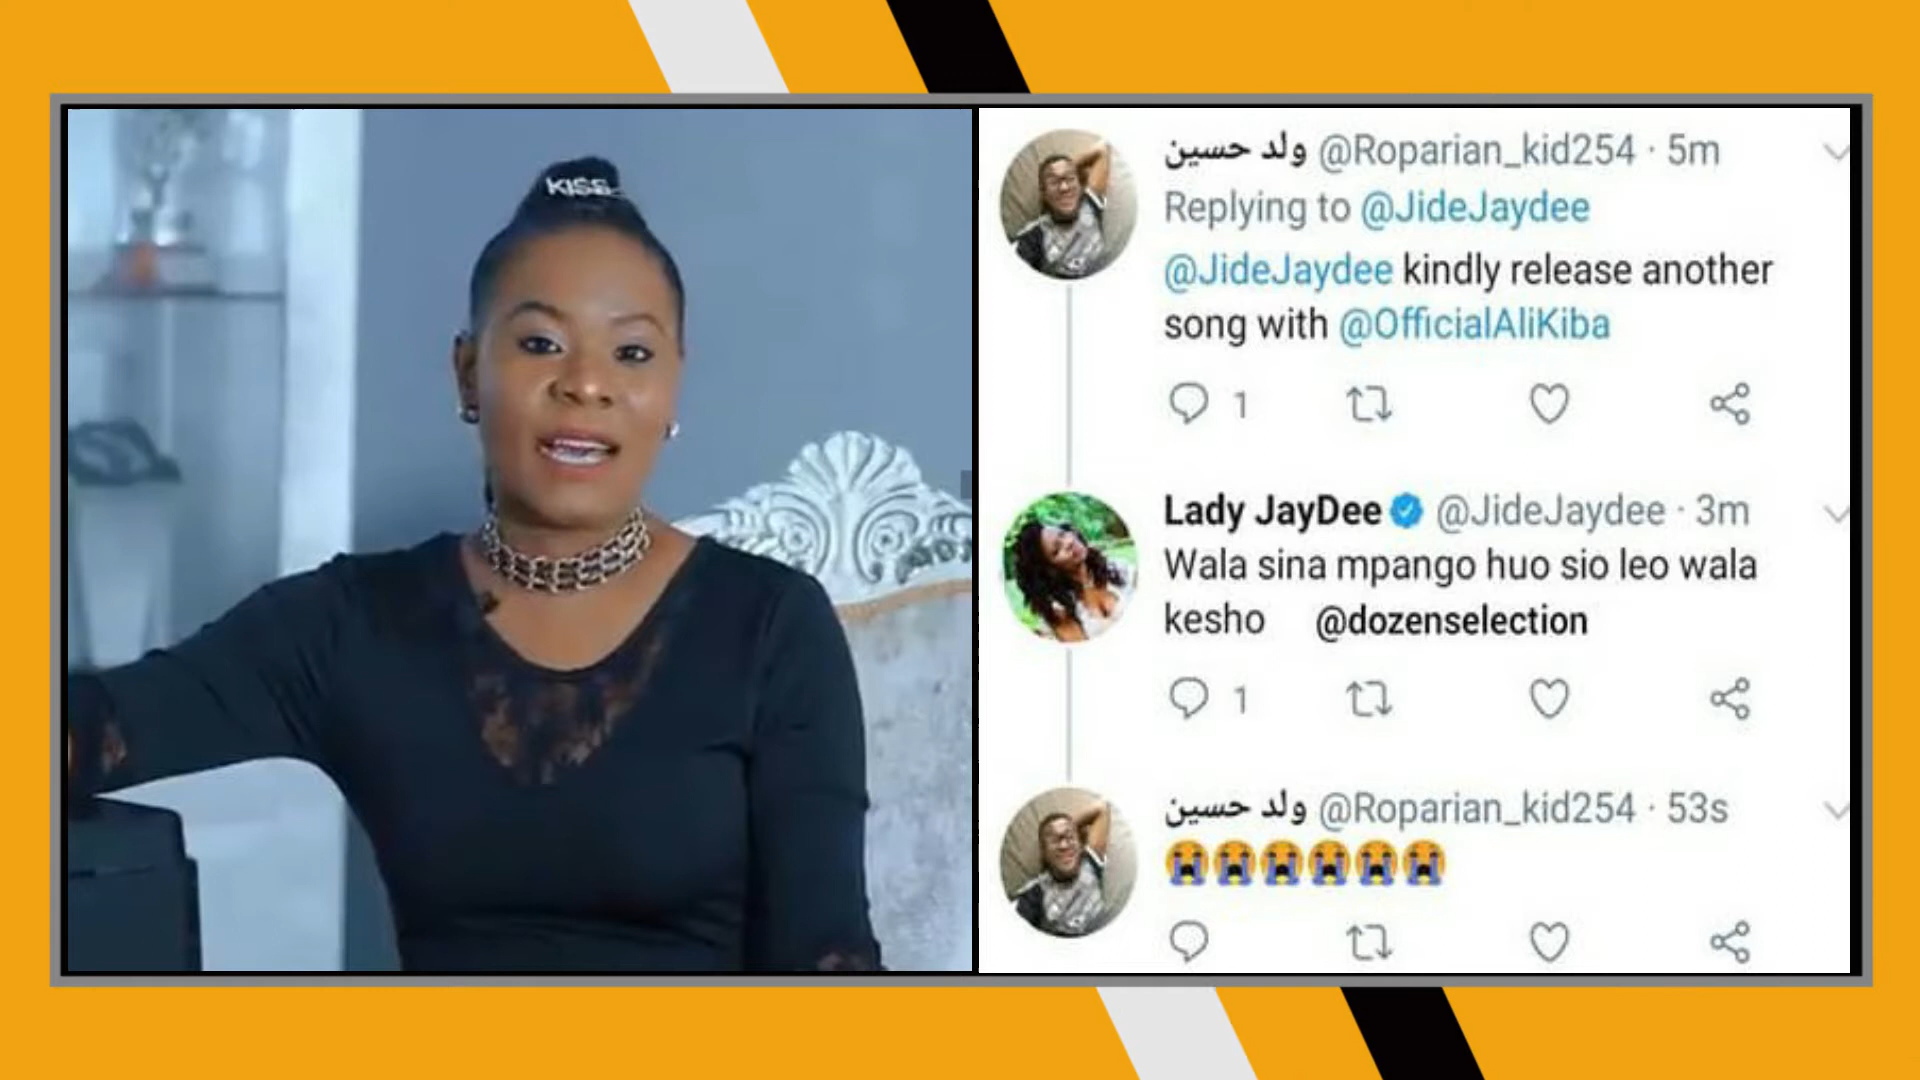 KISS
ولد حسين @Roparian_kid254 · 5m
Replying to @JideJaydee
@JideJaydee kindly release another
song with @OfficialAliKiba
1
Lady JayDee @JideJaydee · 3m
Wala sina mpango huo sio leo wala
kesho @dozenselection
1
ولد حسين @Roparian_kid254 · 53s
😭😭😭😭😭😭